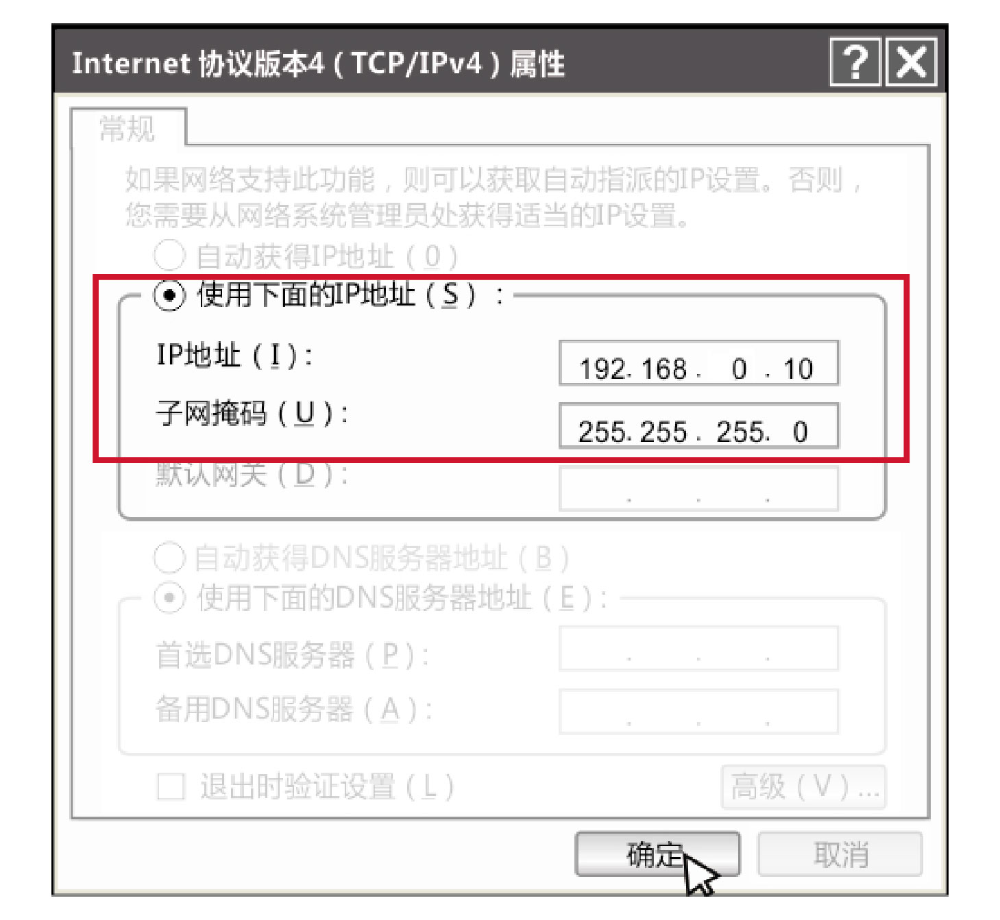 Internet 协议版本4(TCP/IPv4)属性
常规
如果网络支持此功能,则可以获取自动指派的IP设置。否则,
您需要从网络系统管理员处获得适当的IP设置。
自动获得IP地址(0)
使用下面的IP地址(S):
IP地址(I): 192. 168 . 0 . 10
子网掩码(U): 255. 255 . 255. 0
默认网关(D): . . .
自动获得DNS服务器地址(B)
使用下面的DNS服务器地址(E):
首选DNS服务器(P): . . .
备用DNS服务器(A): . . .
退出时验证设置(L) 高级(V)...
确定 取消